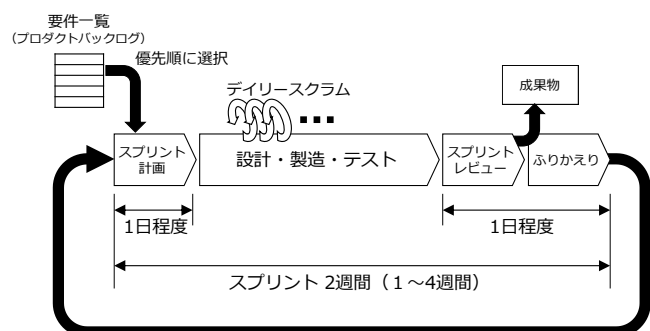 要件一覧
(プロダクトバックログ)
優先順に選択
デイリースクラム
成果物
スプリント
計画
設計・製造・テスト
スプリント
レビュー
ふりかえり
1日程度
1日程度
スプリント 2週間（１～4週間）